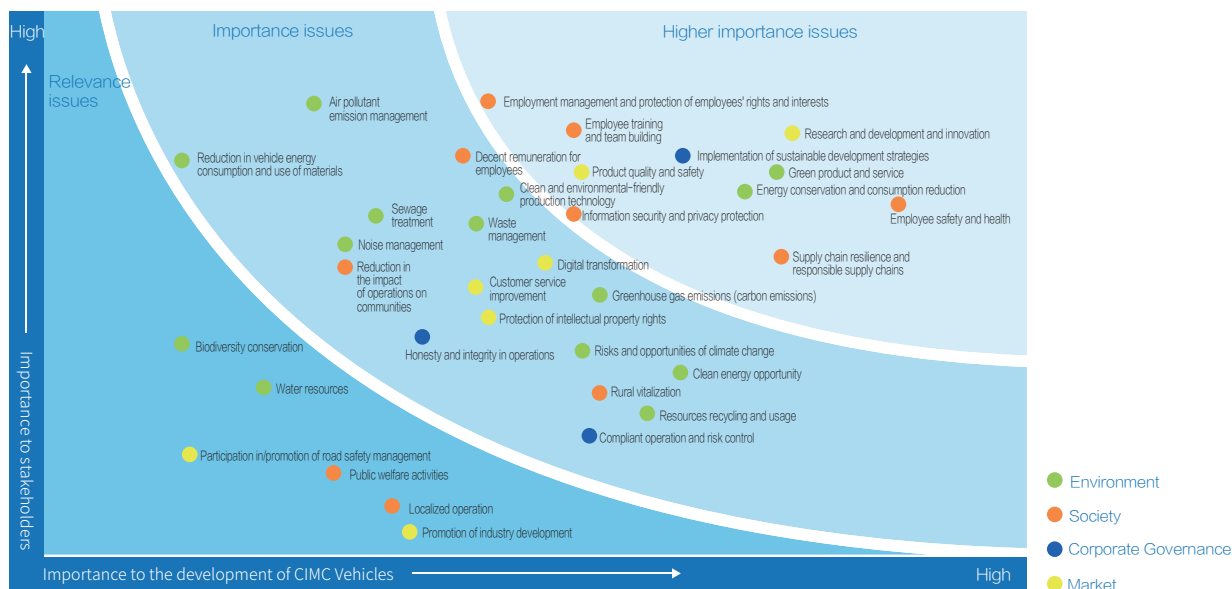 High
Importance issues
Higher importance issues
Relevance
issues
Air pollutant
emission management
Employment management and protection of employees' rights and interests
Employee training
and team building
Research and development and innovation
Reduction in vehicle energy
consumption and use of materials
Decent remuneration for
employees
Implementation of sustainable development strategies
Product quality and safety
Green product and service
Clean and environmental-friendly
production technology
Energy conservation and consumption reduction
Sewage
treatment
Waste
management
Information security and privacy protection
Employee safety and health
Noise management
Reduction in
the impact
of operations on
communities
Digital transformation
Supply chain resilience and
responsible supply chains
Customer service
improvement
Greenhouse gas emissions (carbon emissions)
Protection of intellectual property rights
Biodiversity conservation
Honesty and integrity in operations
Risks and opportunities of climate change
Water resources
Clean energy opportunity
Rural vitalization
Resources recycling and usage
Compliant operation and risk control
Participation in/promotion of road safety management
Public welfare activities
Localized operation
Promotion of industry development
Importance to stakeholders
Importance to the development of CIMC Vehicles
High
Environment
Society
Corporate Governance
Market